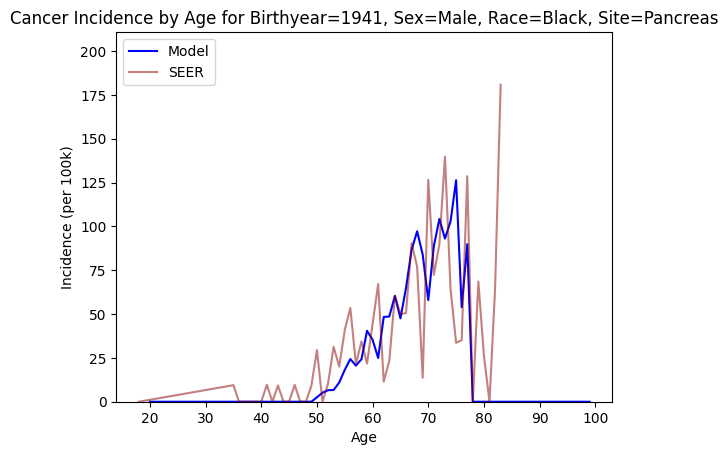 Cancer Incidence by Age for Birthyear=1941, Sex=Male, Race=Black, Site=Pancreas
Model
SEER
200
175
150
125
100
75
50
25
0
Incidence (per 100k)
20 30 40 50 60 70 80 90 100
Age